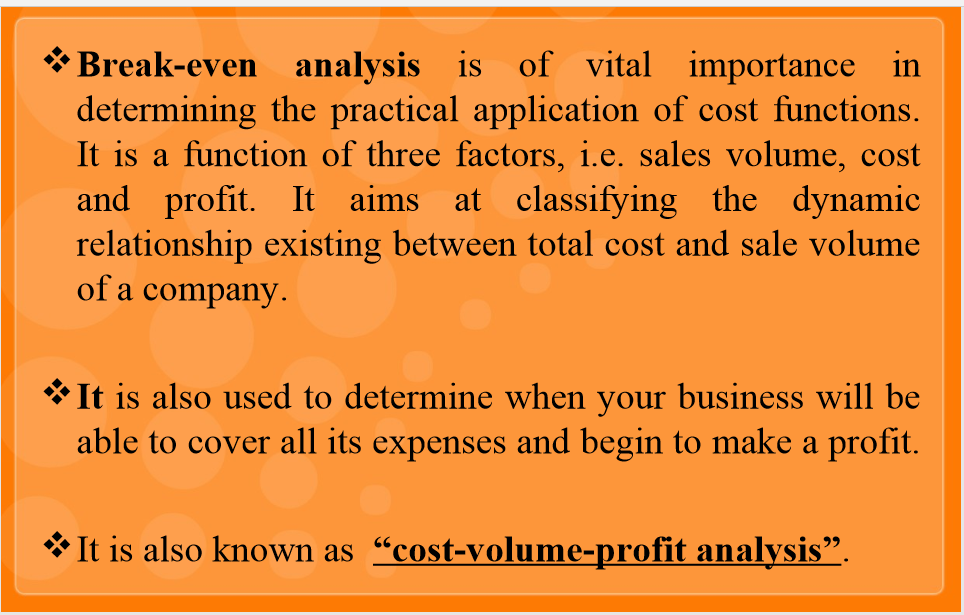 ❖Break-even analysis is of vital importance in
determining the practical application of cost functions.
It is a function of three factors, i.e. sales volume, cost
and profit. It aims at classifying the dynamic
relationship existing between total cost and sale volume
of a company.
❖It is also used to determine when your business will be
able to cover all its expenses and begin to make a profit.
❖It is also known as “cost-volume-profit analysis”.